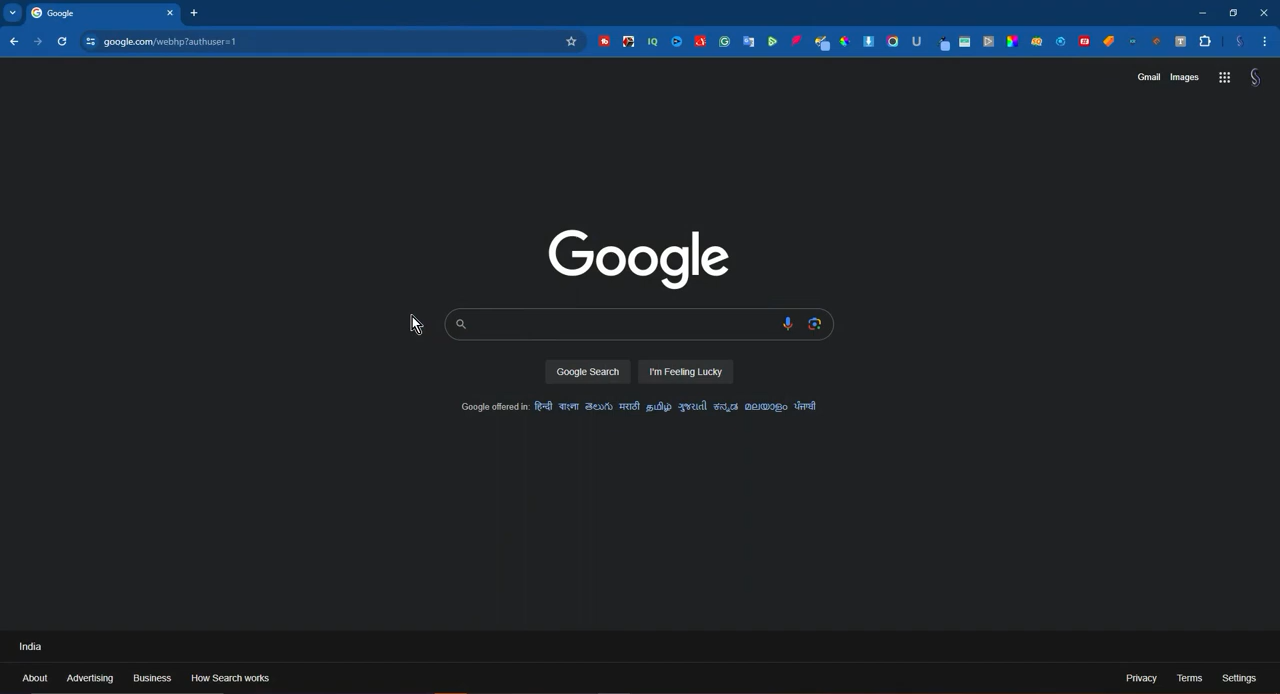 Google
google.com/webhp?authuser=1
Gmail Images
Google
Google Search I'm Feeling Lucky
Google offered in: हिन्दी বাংলা తెలుగు मराठी தமிழ் ગુજરાતી ಕನ್ನಡ മലയാളം ਪੰਜਾਬੀ
India
About Advertising Business How Search works Privacy Terms Settings